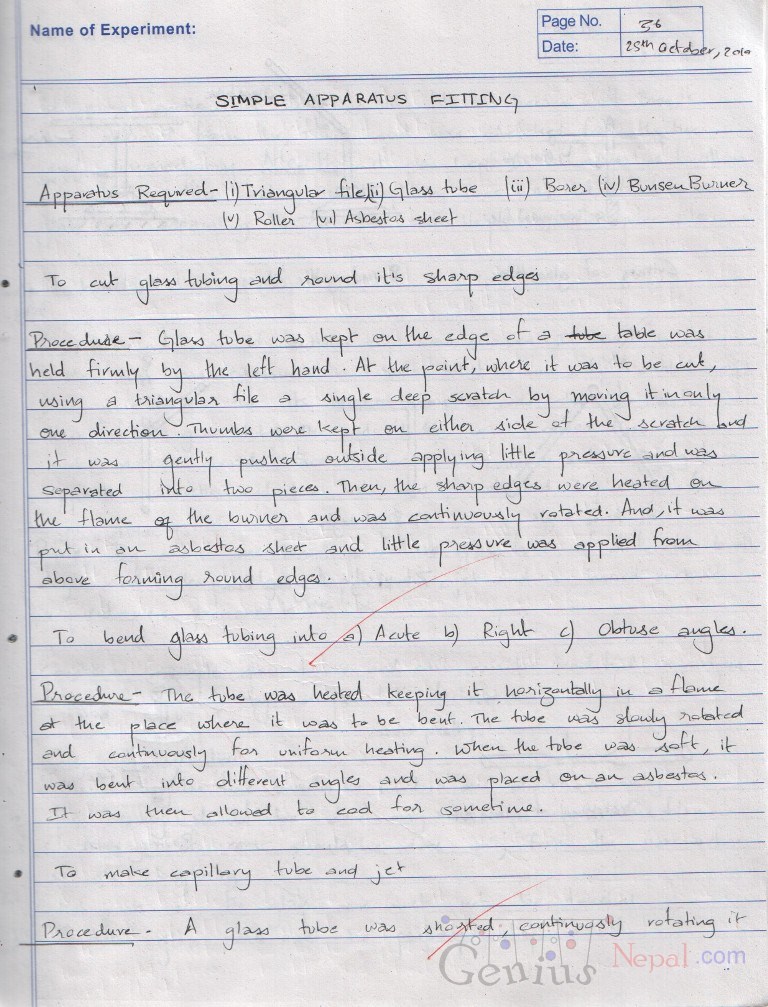 Name of Experiment:
Page No. 36
Date: 25th October, 2010
SIMPLE APPARATUS FITTING
Apparatus Required- (i) Triangular file (ii) Glass tube (iii) Borer (iv) Bunsen Burner
(v) Roller (vi) Asbestos sheet
To cut glass tubing and round it's sharp edges
Procedure - Glass tube was kept on the edge of a tube table was
held firmly by the left hand. At the point, where it was to be cut,
using a triangular file a single deep scratch by moving it in only
one direction. Thumbs were kept on either side of the scratch and
it was gently pushed outside applying little pressure and was
separated into two pieces. Then, the sharp edges were heated on
the flame of the burner and was continuously rotated. And, it was
put in an asbestos sheet and little pressure was applied from
above forming round edges.
To bend glass tubing into a) Acute b) Right c) Obtuse angles.
Procedure - The tube was heated keeping it horizontally in a flame
at the place where it was to be bent. The tube was slowly rotated
and continuously for uniform heating. When the tube was soft, it
was bent into different angles and was placed on an asbestos.
It was then allowed to cool for sometime.
To make capillary tube and jet
Procedure - A glass tube was continuosly rotating it
Genius Nepal.com